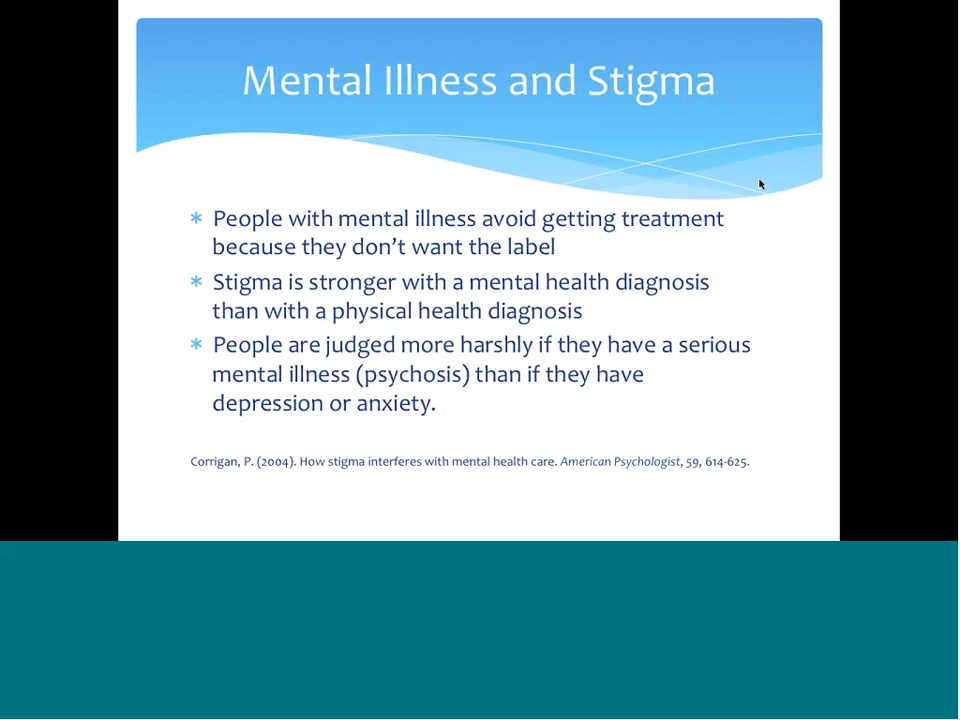 Mental Illness and Stigma
* People with mental illness avoid getting treatment
because they don’t want the label
* Stigma is stronger with a mental health diagnosis
than with a physical health diagnosis
* People are judged more harshly if they have a serious
mental illness (psychosis) than if they have
depression or anxiety.
Corrigan, P. (2004). How stigma interferes with mental health care. American Psychologist, 59, 614-625.